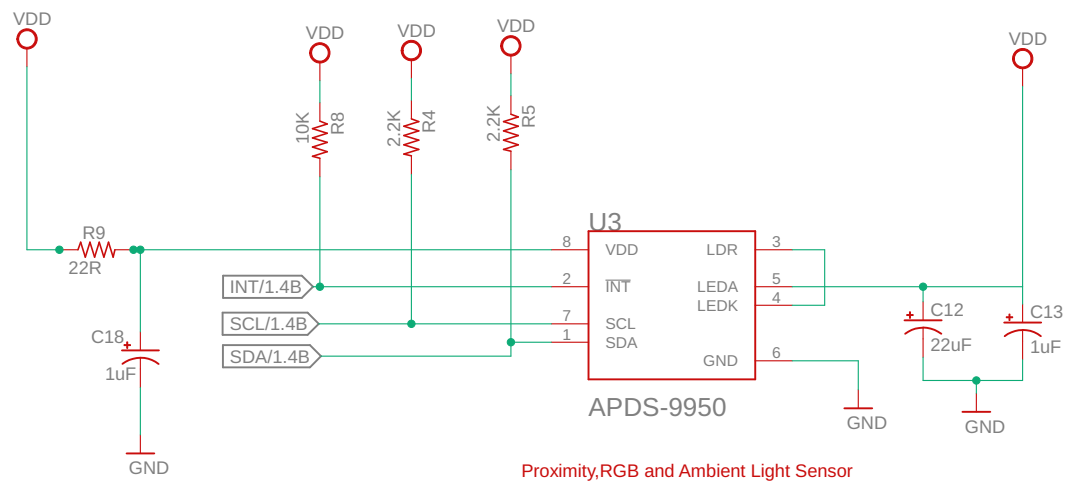 VDD
VDD
VDD
VDD
VDD
10K
R8
2.2K
R4
2.2K
R5
R9
22R
U3
8
VDD
LDR
3
INT/1.4B
2
INT
LEDA
5
LEDK
4
SCL/1.4B
7
SCL
1
SDA
SDA/1.4B
GND
6
C18
1uF
C12
22uF
C13
1uF
APDS-9950
GND
GND
GND
Proximity,RGB and Ambient Light Sensor